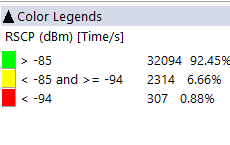 Color Legends
RSCP (dBm) [Time/s]
> -85 32094 92.45%
< -85 and >= -94 2314 6.66%
< -94 307 0.88%